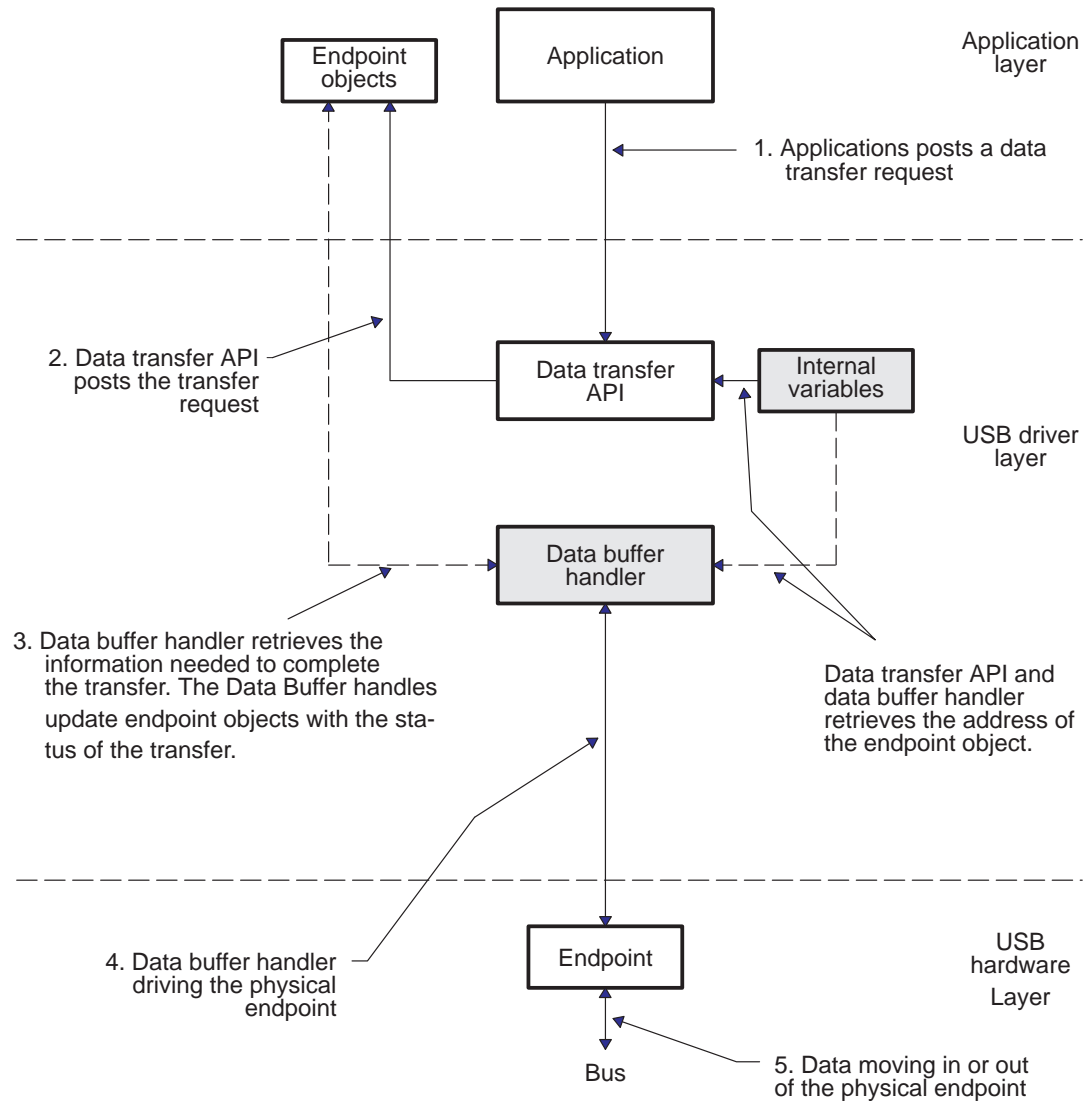 Endpoint
objects
Application
Application
layer
1. Applications posts a data
transfer request
2. Data transfer API
posts the transfer
request
Data transfer
API
Internal
variables
USB driver
layer
Data buffer
handler
3. Data buffer handler retrieves the
information needed to complete
the transfer. The Data Buffer handles
update endpoint objects with the sta-
tus of the transfer.
Data transfer API and
data buffer handler
retrieves the address of
the endpoint object.
4. Data buffer handler
driving the physical
endpoint
Endpoint
USB
hardware
Layer
Bus
5. Data moving in or out
of the physical endpoint